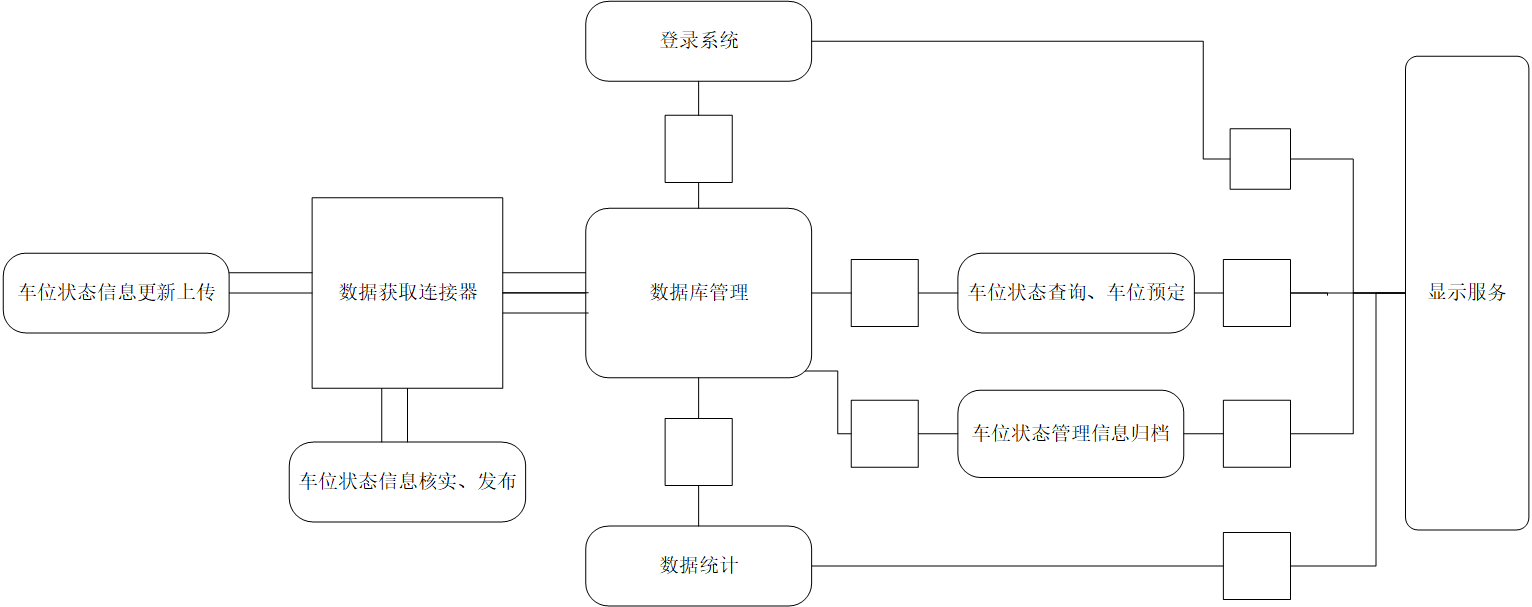 登录系统
车位状态信息更新上传
数据获取连接器
数据库管理
车位状态查询、车位预定
显示服务
车位状态管理信息归档
车位状态信息核实、发布
数据统计